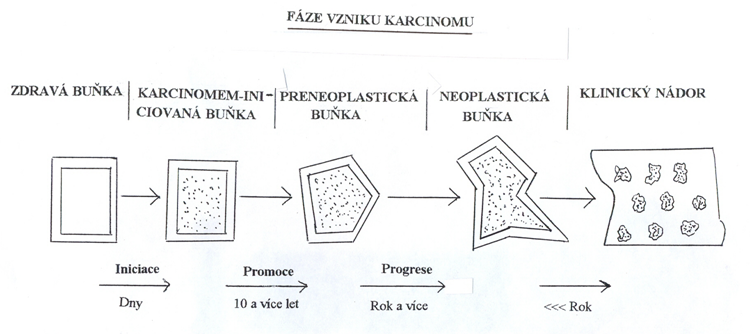 FÁZE VZNIKU KARCINOMU
ZDRAVÁ BUŇKA
KARCINOMEM-INI-
CIOVANÁ BUŇKA
PRENEOPLASTICKÁ
BUŇKA
NEOPLASTICKÁ
BUŇKA
KLINICKÝ NÁDOR
Iniciace
Dny
Promoce
10 a více let
Progrese
Rok a více
<<< Rok